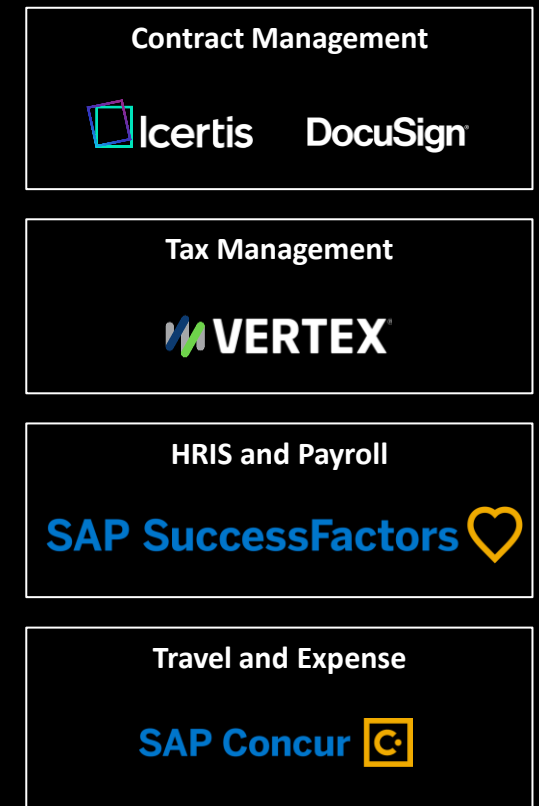 Contract Management
Icertis DocuSign
Tax Management
VERTEX
HRIS and Payroll
SAP SuccessFactors
Travel and Expense
SAP Concur C